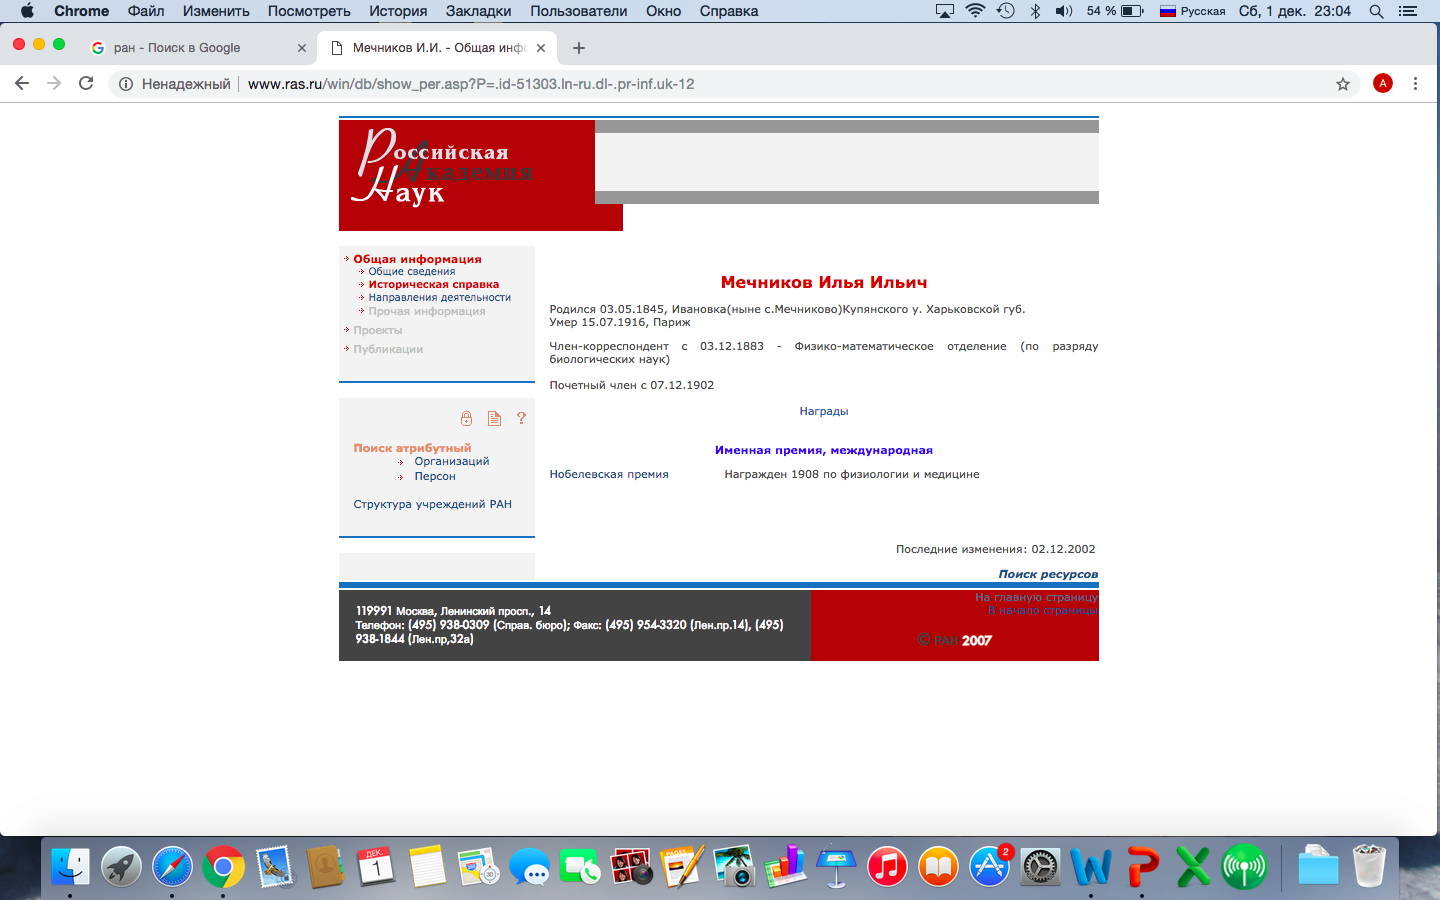 Chrome Файл Изменить Посмотреть История Закладки Пользователи Окно Справка 54 % Русская Сб, 1 дек. 23:04
ран - Поиск в Google
Мечников И.И. - Общая инфо
Ненадежный www.ras.ru/win/db/show_per.asp?P=.id-51303.ln-ru.dl-.pr-inf.uk-12
А
Российская
Академия
Наук
Общая информация
Общие сведения
Историческая справка
Направления деятельности
Прочая информация
Проекты
Публикации
Поиск атрибутный
Организаций
Персон
Структура учреждений РАН
Мечников Илья Ильич
Родился 03.05.1845, Ивановка(ныне с.Мечниково)Купянского у. Харьковской губ.
Умер 15.07.1916, Париж
Член-корреспондент с 03.12.1883 - Физико-математическое отделение (по разряду
биологических наук)
Почетный член с 07.12.1902
Награды
Именная премия, международная
Нобелевская премия Награжден 1908 по физиологии и медицине
Последние изменения: 02.12.2002
Поиск ресурсов
119991 Москва, Ленинский просп., 14
Телефон: (495) 938-0309 (Справ. бюро); Факс: (495) 954-3320 (Лен.пр.14), (495)
938-1844 (Лен.пр,32а)
На главную страницу
В начало страницы
© РАН 2007
ДЕК.
1
PAGES
30
2